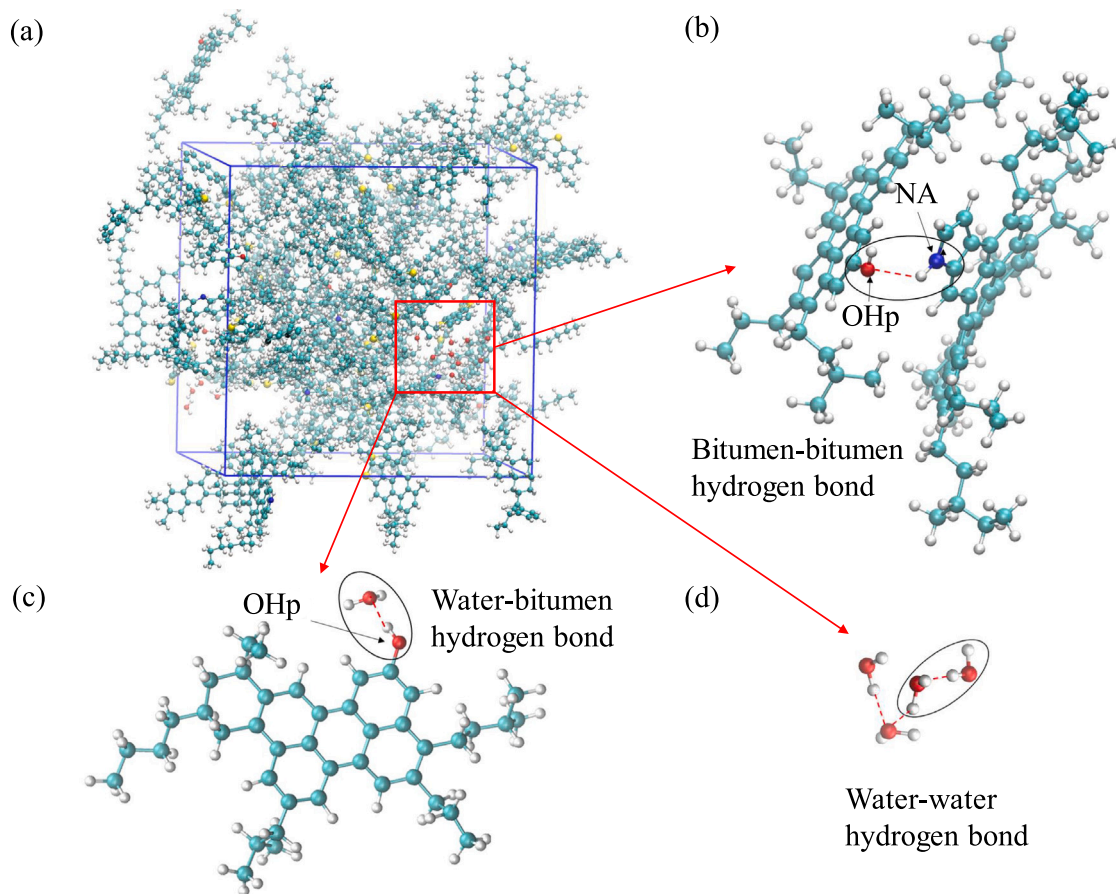 (a)
(b)
NA
OHp
Bitumen-bitumen
hydrogen bond
(c)
OHp
Water-bitumen
hydrogen bond
(d)
Water-water
hydrogen bond